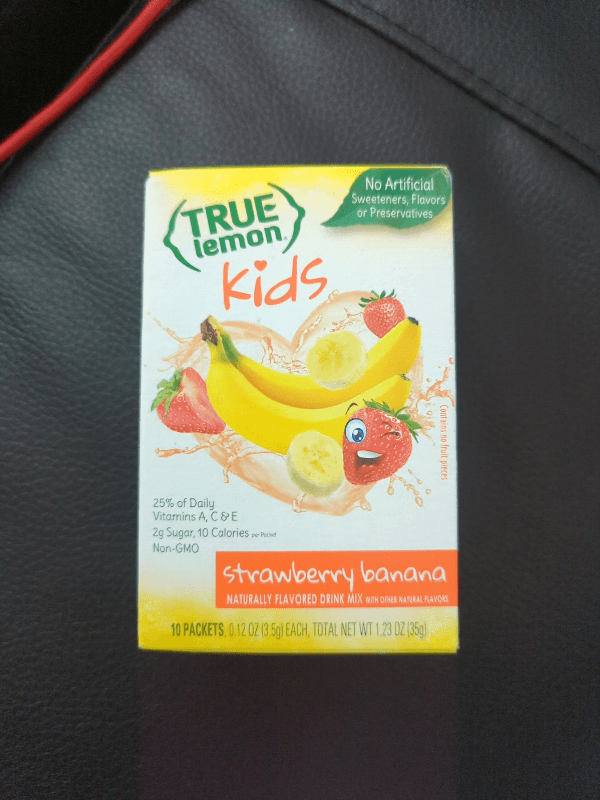 No Artificial
Sweeteners, Flavors
or Preservatives
TRUE
lemon®
kids
Contains no fruit pieces
25% of Daily
Vitamins A, C & E
2g Sugar, 10 Calories per Packet
Non-GMO
strawberry banana
NATURALLY FLAVORED DRINK MIX WITH OTHER NATURAL FLAVORS
10 PACKETS, 0.12 OZ (3.5g) EACH, TOTAL NET WT 1.23 OZ (35g)